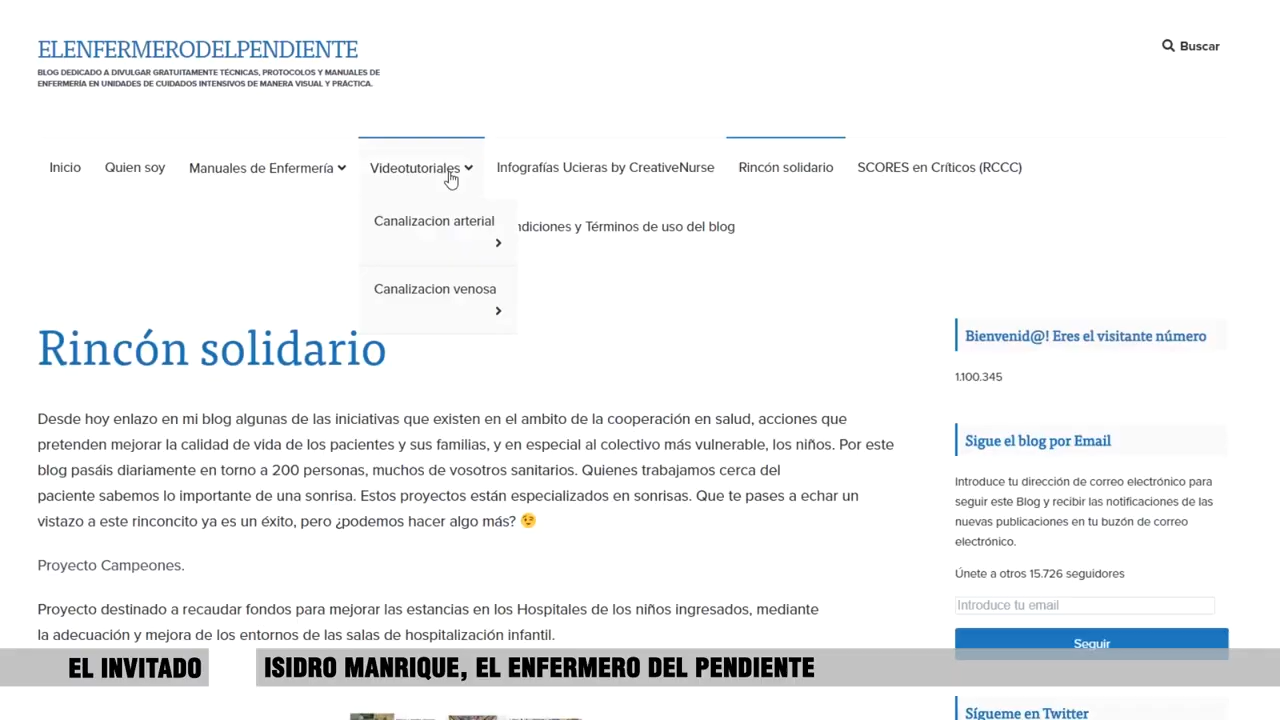 ELENFERMERODELPENDIENTE
BLOG DEDICADO A DIVULGAR GRATUITAMENTE TÉCNICAS, PROTOCOLOS Y MANUALES DE
ENFERMERÍA EN UNIDADES DE CUIDADOS INTENSIVOS DE MANERA VISUAL Y PRÁCTICA.
Buscar
Inicio Quien soy Manuales de Enfermería Videotutoriales Infografías Ucieras by CreativeNurse Rincón solidario SCORES en Críticos (RCCC)
Canalizacion arterial
ndiciones y Términos de uso del blog
Canalizacion venosa
Rincón solidario
Desde hoy enlazo en mi blog algunas de las iniciativas que existen en el ambito de la cooperación en salud, acciones que
pretenden mejorar la calidad de vida de los pacientes y sus familias, y en especial al colectivo más vulnerable, los niños. Por este
blog pasáis diariamente en torno a 200 personas, muchos de vosotros sanitarios. Quienes trabajamos cerca del
paciente sabemos lo importante de una sonrisa. Estos proyectos están especializados en sonrisas. Que te pases a echar un
vistazo a este rinconcito ya es un éxito, pero ¿podemos hacer algo más? 😉
Proyecto Campeones.
Proyecto destinado a recaudar fondos para mejorar las estancias en los Hospitales de los niños ingresados, mediante
la adecuación y mejora de los entornos de las salas de hospitalización infantil.
Bienvenid@! Eres el visitante número
1.100.345
Sigue el blog por Email
Introduce tu dirección de correo electrónico para
seguir este Blog y recibir las notificaciones de las
nuevas publicaciones en tu buzón de correo
electrónico.
Únete a otros 15.726 seguidores
Introduce tu email
Seguir
Sígueme en Twitter
EL INVITADO
ISIDRO MANRIQUE, EL ENFERMERO DEL PENDIENTE